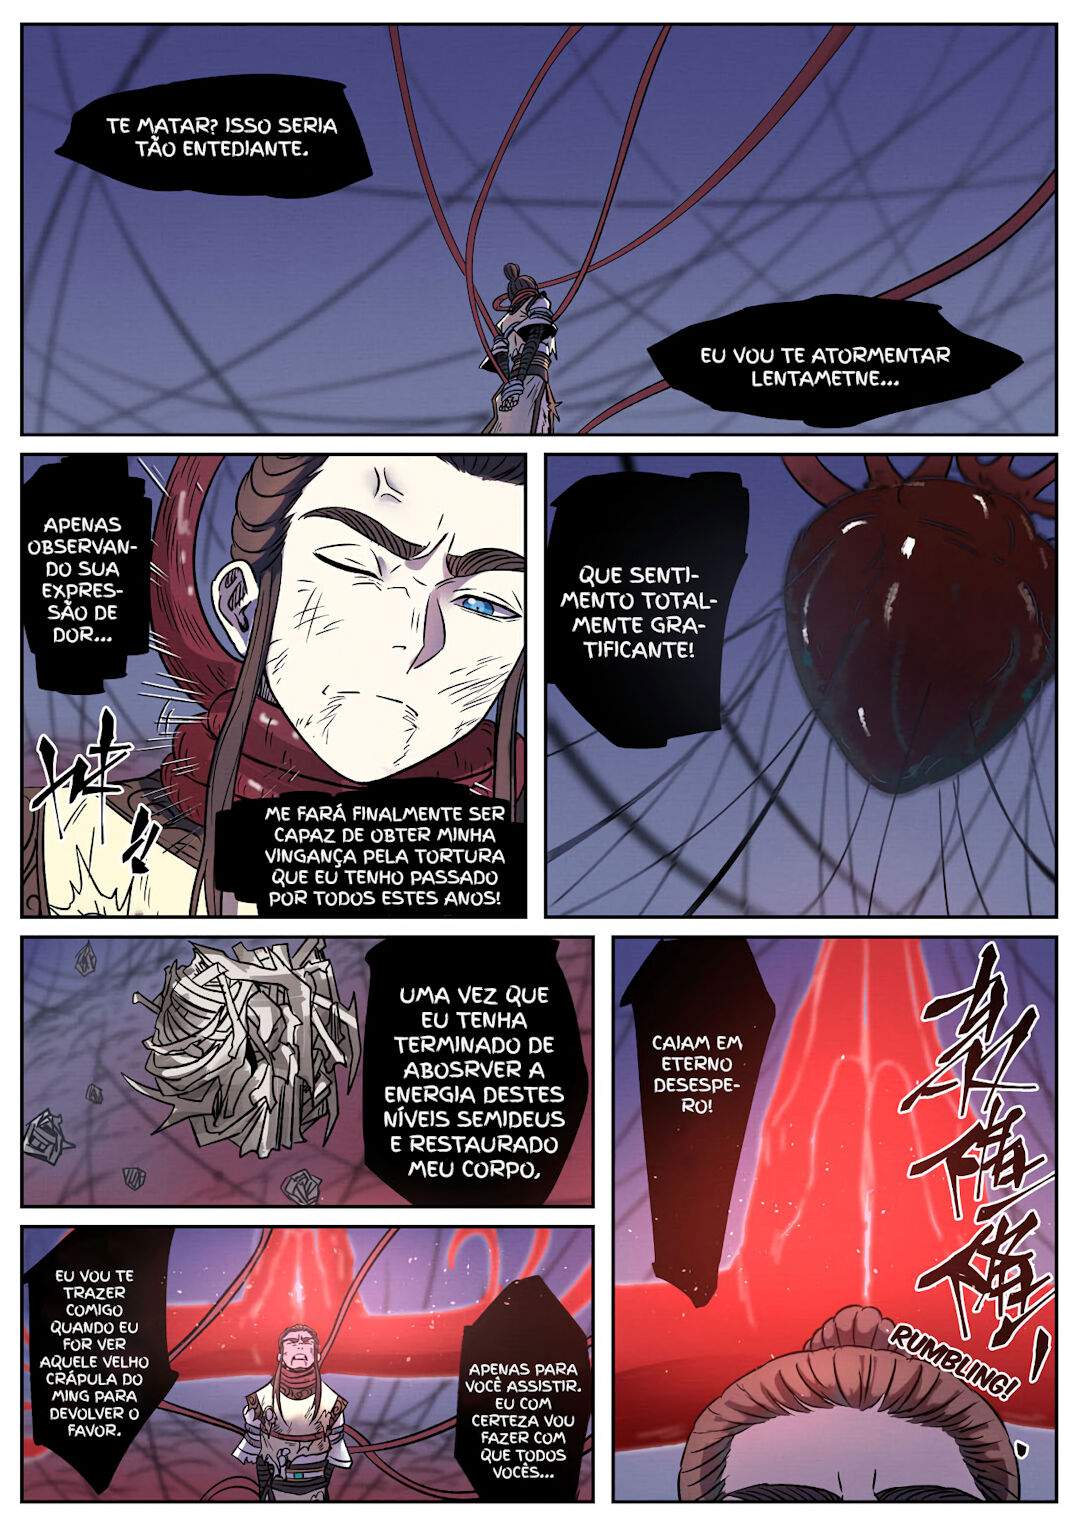 TE MATAR? ISSO SERIA
TÃO ENTEDIANTE.
EU VOU TE ATORMENTAR
LENTAMETNE...
APENAS
OBSERVAN-
DO SUA
EXPRES-
SÃO DE
DOR...
ME FARÁ FINALMENTE SER
CAPAZ DE OBTER MINHA
VINGANÇA PELA TORTURA
QUE EU TENHO PASSADO
POR TODOS ESTES ANOS!
QUE SENTI-
MENTO TOTAL-
MENTE GRA-
TIFICANTE!
UMA VEZ QUE
EU TENHA
TERMINADO DE
ABOSRVER A
ENERGIA DESTES
NÍVEIS SEMIDEUS
E RESTAURADO
MEU CORPO,
EU VOU TE
TRAZER
COMIGO
QUANDO EU
FOR VER
AQUELE VELHO
CRÁPULA DO
MING PARA
DEVOLVER O
FAVOR.
APENAS PARA
VOCÊ ASSISTIR.
EU COM
CERTEZA VOU
FAZER COM
QUE TODOS
VOCÊS...
CAIAM EM
ETERNO
DESESPE-
RO!
RUMBLING!